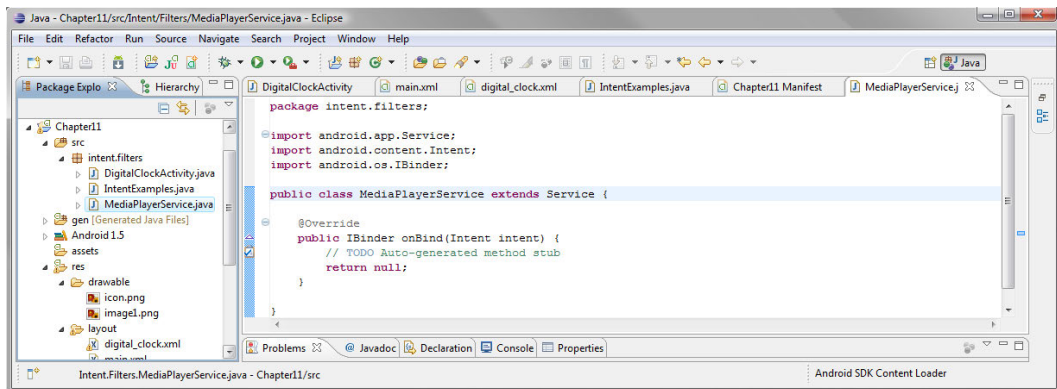 Java - Chapter11/src/Intent/Filters/MediaPlayerService.java - Eclipse
File Edit Refactor Run Source Navigate Search Project Window Help
Java
Package Explo Hierarchy
DigitalClockActivity main.xml digital_clock.xml IntentExamples.java Chapter11 Manifest MediaPlayerService.j
Chapter11
src
intent.filters
DigitalClockActivity.java
IntentExamples.java
MediaPlayerService.java
gen [Generated Java Files]
Android 1.5
assets
res
drawable
icon.png
image1.png
layout
digital_clock.xml
main.xml
package intent.filters;
import android.app.Service;
import android.content.Intent;
import android.os.IBinder;
public class MediaPlayerService extends Service {
@Override
public IBinder onBind(Intent intent) {
// TODO Auto-generated method stub
return null;
}
}
Problems @ Javadoc Declaration Console Properties
Intent.Filters.MediaPlayerService.java - Chapter11/src Android SDK Content Loader